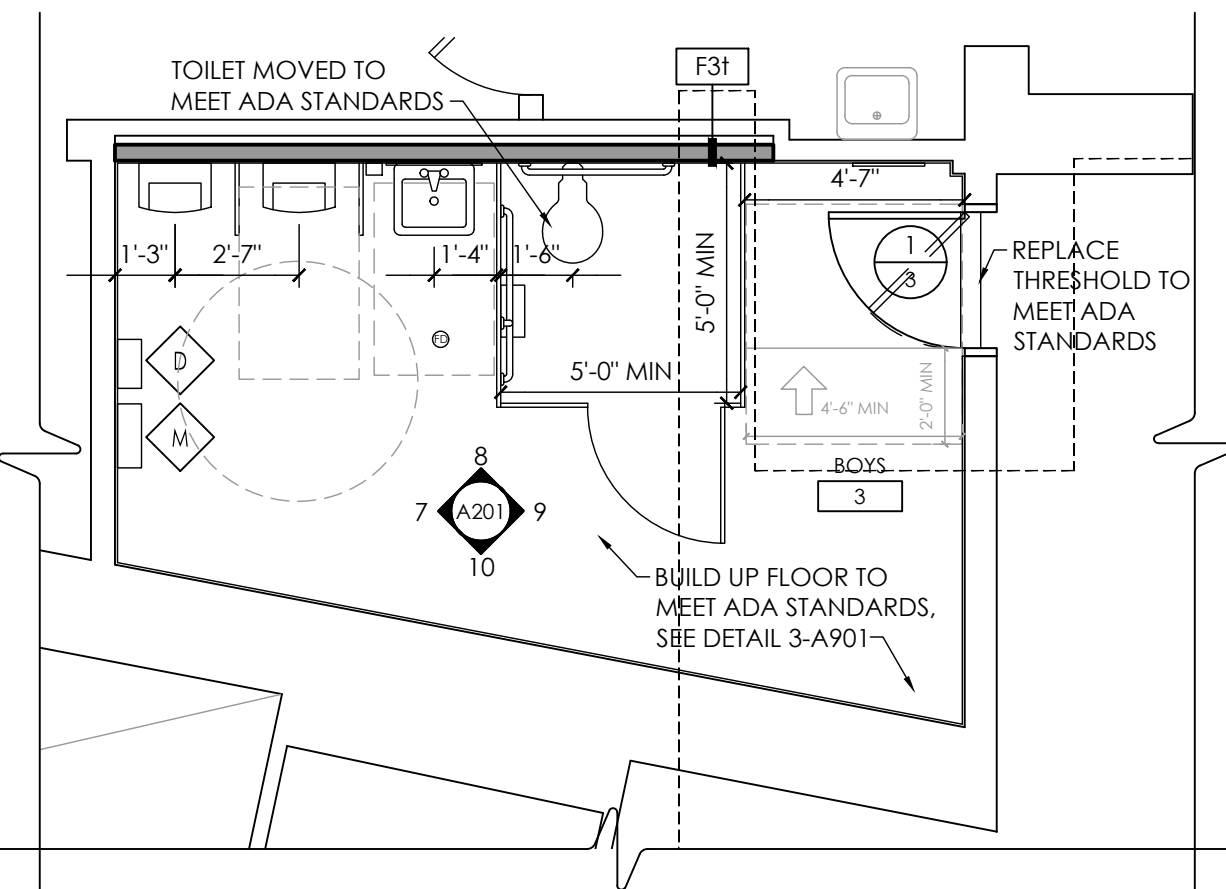 F3t
TOILET MOVED TO
MEET ADA STANDARDS
4'-7"
1'-3"
2'-7"
1'-4"
1'-6"
5'-0" MIN
1
3
REPLACE
THRESHOLD TO
MEET ADA
STANDARDS
FD
D
5'-0" MIN
4'-6" MIN
2'-0" MIN
M
BOYS
3
8
7
A201
9
10
BUILD UP FLOOR TO
MEET ADA STANDARDS,
SEE DETAIL 3-A901